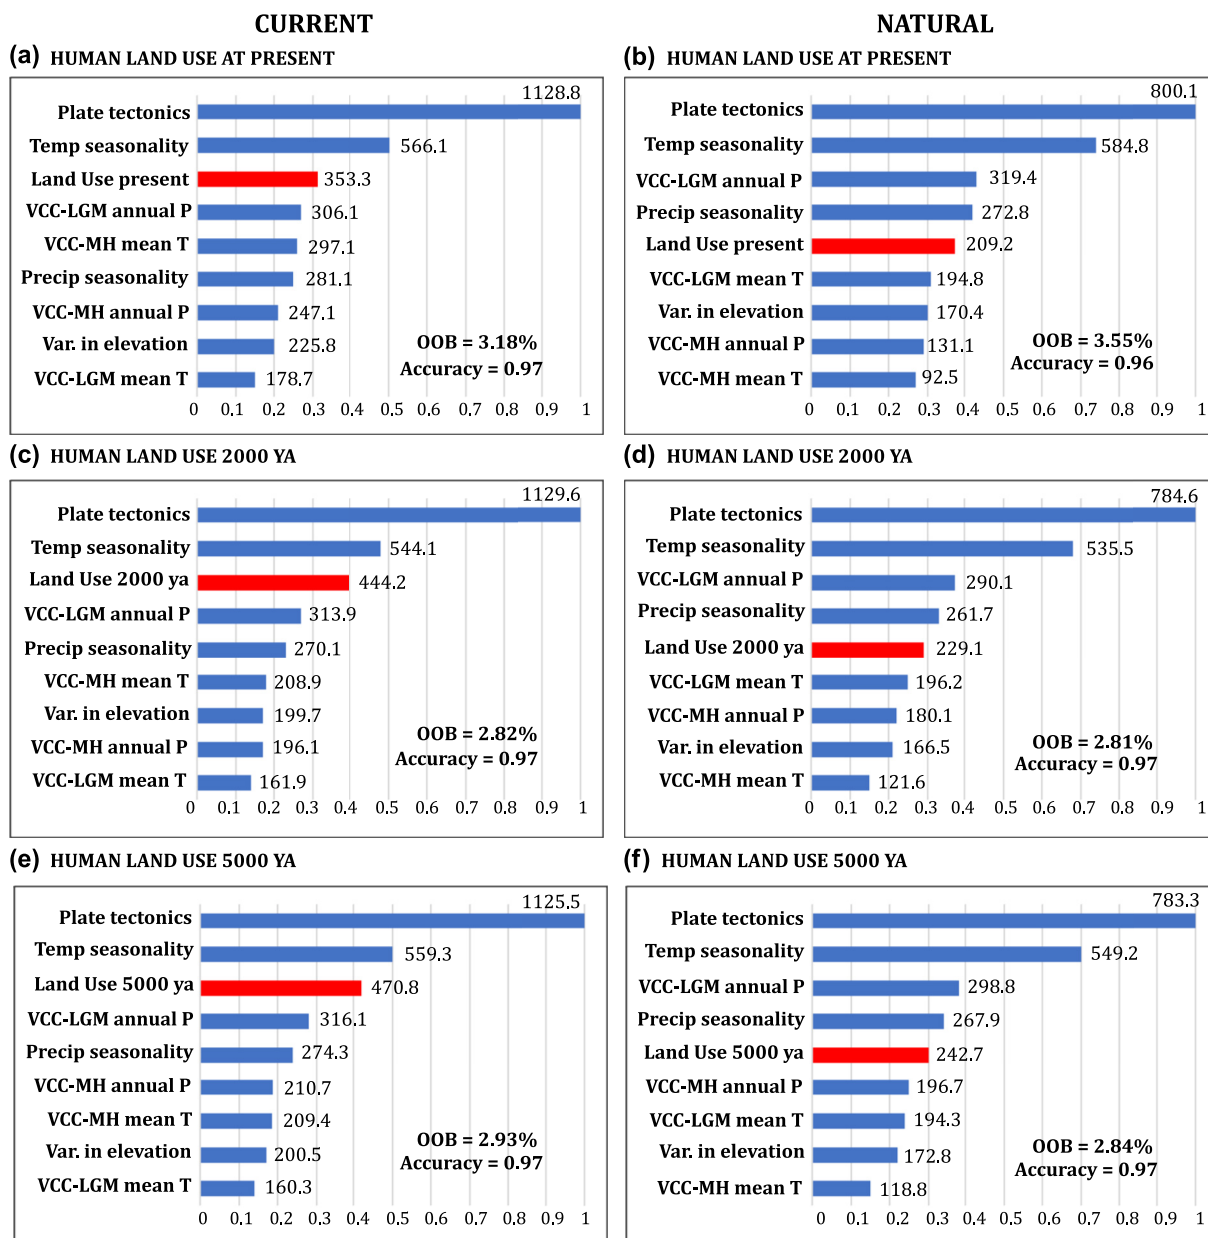 CURRENT
NATURAL
(a) HUMAN LAND USE AT PRESENT
1128.8
Plate tectonics
Temp seasonality 566.1
Land Use present 353.3
VCC-LGM annual P 306.1
VCC-MH mean T 297.1
Precip seasonality 281.1
VCC-MH annual P 247.1
Var. in elevation 225.8
VCC-LGM mean T 178.7
OOB = 3.18%
Accuracy = 0.97
0 0.1 0.2 0.3 0.4 0.5 0.6 0.7 0.8 0.9 1
(b) HUMAN LAND USE AT PRESENT
800.1
Plate tectonics
Temp seasonality 584.8
VCC-LGM annual P 319.4
Precip seasonality 272.8
Land Use present 209.2
VCC-LGM mean T 194.8
Var. in elevation 170.4
VCC-MH annual P 131.1
VCC-MH mean T 92.5
OOB = 3.55%
Accuracy = 0.96
0 0.1 0.2 0.3 0.4 0.5 0.6 0.7 0.8 0.9 1
(c) HUMAN LAND USE 2000 YA
1129.6
Plate tectonics
Temp seasonality 544.1
Land Use 2000 ya 444.2
VCC-LGM annual P 313.9
Precip seasonality 270.1
VCC-MH mean T 208.9
Var. in elevation 199.7
VCC-MH annual P 196.1
VCC-LGM mean T 161.9
OOB = 2.82%
Accuracy = 0.97
0 0.1 0.2 0.3 0.4 0.5 0.6 0.7 0.8 0.9 1
(d) HUMAN LAND USE 2000 YA
784.6
Plate tectonics
Temp seasonality 535.5
VCC-LGM annual P 290.1
Precip seasonality 261.7
Land Use 2000 ya 229.1
VCC-LGM mean T 196.2
VCC-MH annual P 180.1
Var. in elevation 166.5
VCC-MH mean T 121.6
OOB = 2.81%
Accuracy = 0.97
0 0.1 0.2 0.3 0.4 0.5 0.6 0.7 0.8 0.9 1
(e) HUMAN LAND USE 5000 YA
1125.5
Plate tectonics
Temp seasonality 559.3
Land Use 5000 ya 470.8
VCC-LGM annual P 316.1
Precip seasonality 274.3
VCC-MH annual P 210.7
VCC-MH mean T 209.4
Var. in elevation 200.5
VCC-LGM mean T 160.3
OOB = 2.93%
Accuracy = 0.97
0 0.1 0.2 0.3 0.4 0.5 0.6 0.7 0.8 0.9 1
(f) HUMAN LAND USE 5000 YA
783.3
Plate tectonics
Temp seasonality 549.2
VCC-LGM annual P 298.8
Precip seasonality 267.9
Land Use 5000 ya 242.7
VCC-MH annual P 196.7
VCC-LGM mean T 194.3
Var. in elevation 172.8
VCC-MH mean T 118.8
OOB = 2.84%
Accuracy = 0.97
0 0.1 0.2 0.3 0.4 0.5 0.6 0.7 0.8 0.9 1